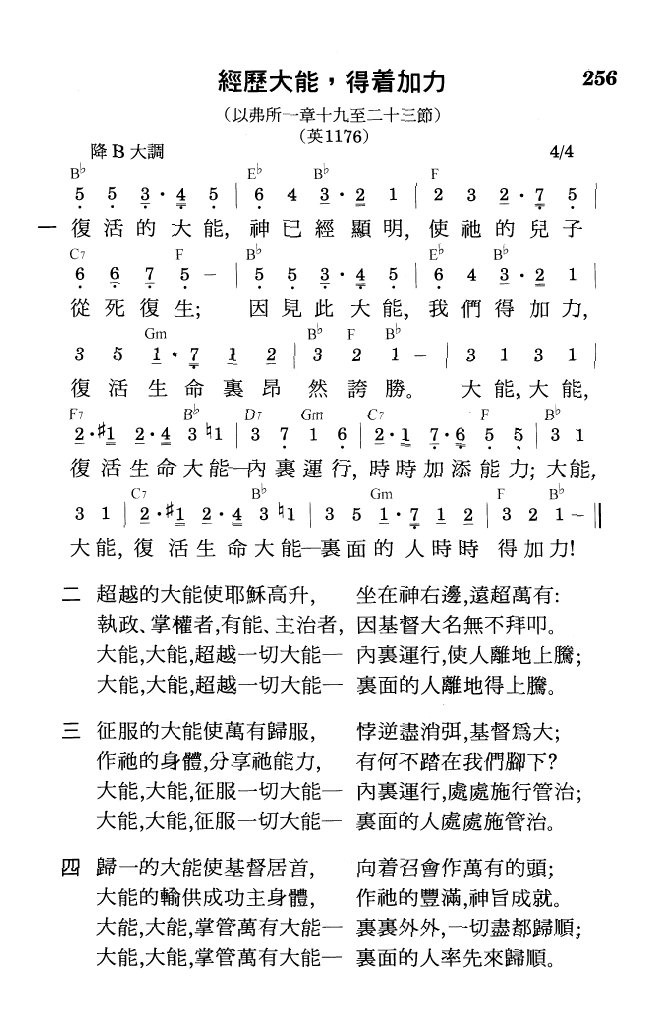 經歷大能，得着加力 256
（以弗所一章十九至二十三節）
（英1176）
降B大調 4/4
B♭ E♭ B♭ F
5 5 3·4 5 | 6 4 3·2 1 | 2 3 2·7 5 |
一 復活的大能, 神已經顯明, 使祂的兒子
C7 F B♭ E♭ B♭
6 6 7 5 – | 5 5 3·4 5 | 6 4 3·2 1 |
從死復生; 因見此大能, 我們得加力,
Gm B♭ F B♭
3 5 1·7 1 2 | 3 2 1 – | 3 1 3 1 |
復活生命裏昂然誇勝。 大能,大能,
F7 B♭ D7 Gm C7 F B♭
2·#1 2·4 3 ♮1 | 3 7 1 6 | 2·1 7·6 5 5 | 3 1
復活生命大能—內裏運行, 時時加添能力; 大能,
C7 B♭ Gm F B♭
3 1 | 2·#1 2·4 3 ♮1 | 3 5 1·7 1 2 | 3 2 1 – ‖
大能, 復活生命大能—裏面的人時時得加力!
二 超越的大能使耶穌高升, 坐在神右邊,遠超萬有:
執政、掌權者,有能、主治者, 因基督大名無不拜叩。
大能,大能,超越一切大能— 內裏運行,使人離地上騰;
大能,大能,超越一切大能— 裏面的人離地得上騰。
三 征服的大能使萬有歸服, 悖逆盡消弭,基督爲大;
作祂的身體,分享祂能力, 有何不踏在我們腳下?
大能,大能,征服一切大能— 內裏運行,處處施行管治;
大能,大能,征服一切大能— 裏面的人處處施管治。
四 歸一的大能使基督居首, 向着召會作萬有的頭;
大能的輸供成功主身體, 作祂的豐滿,神旨成就。
大能,大能,掌管萬有大能— 裏裏外外,一切盡都歸順;
大能,大能,掌管萬有大能— 裏面的人率先來歸順。